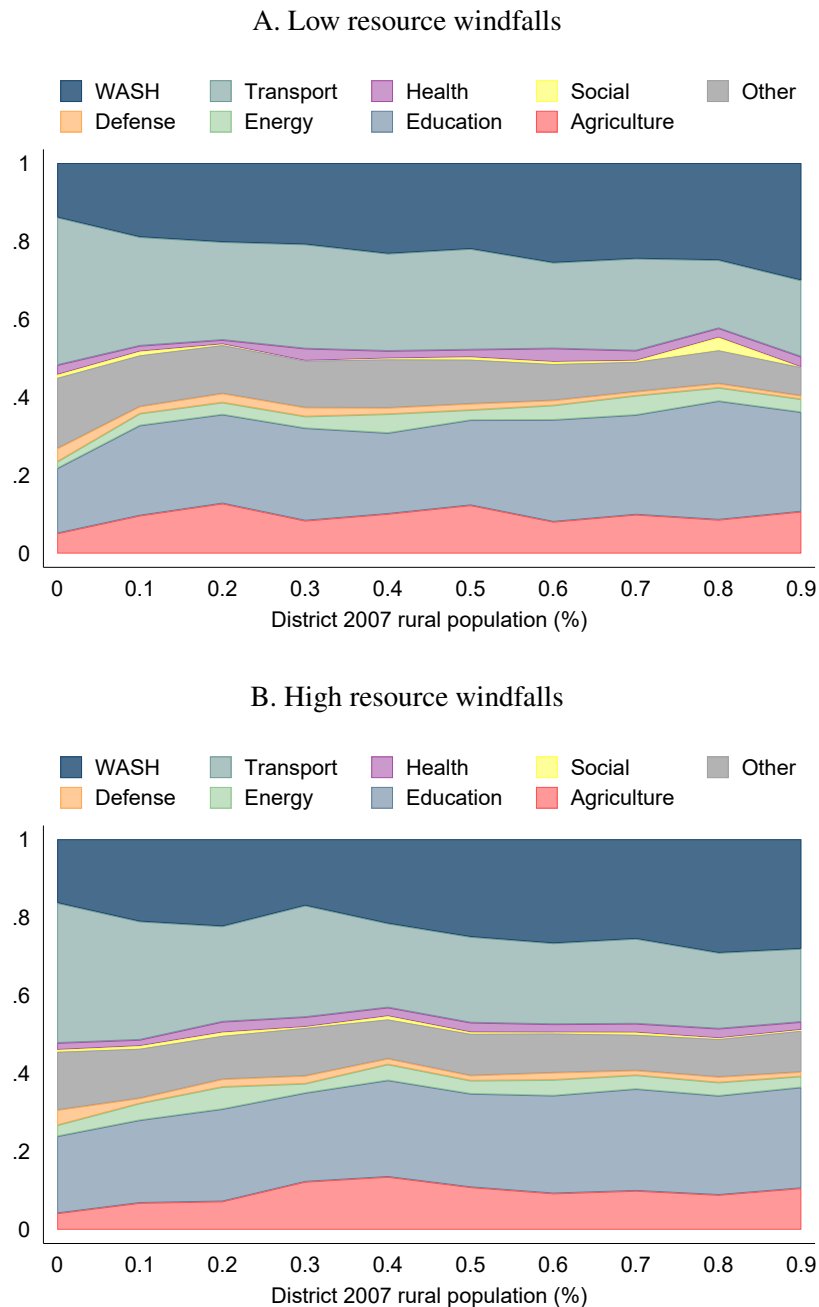 A. Low resource windfalls
WASH Transport Health Social Other
Defense Energy Education Agriculture
1
.8
.6
.4
.2
0
0 0.1 0.2 0.3 0.4 0.5 0.6 0.7 0.8 0.9
District 2007 rural population (%)
B. High resource windfalls
WASH Transport Health Social Other
Defense Energy Education Agriculture
1
.8
.6
.4
.2
0
0 0.1 0.2 0.3 0.4 0.5 0.6 0.7 0.8 0.9
District 2007 rural population (%)